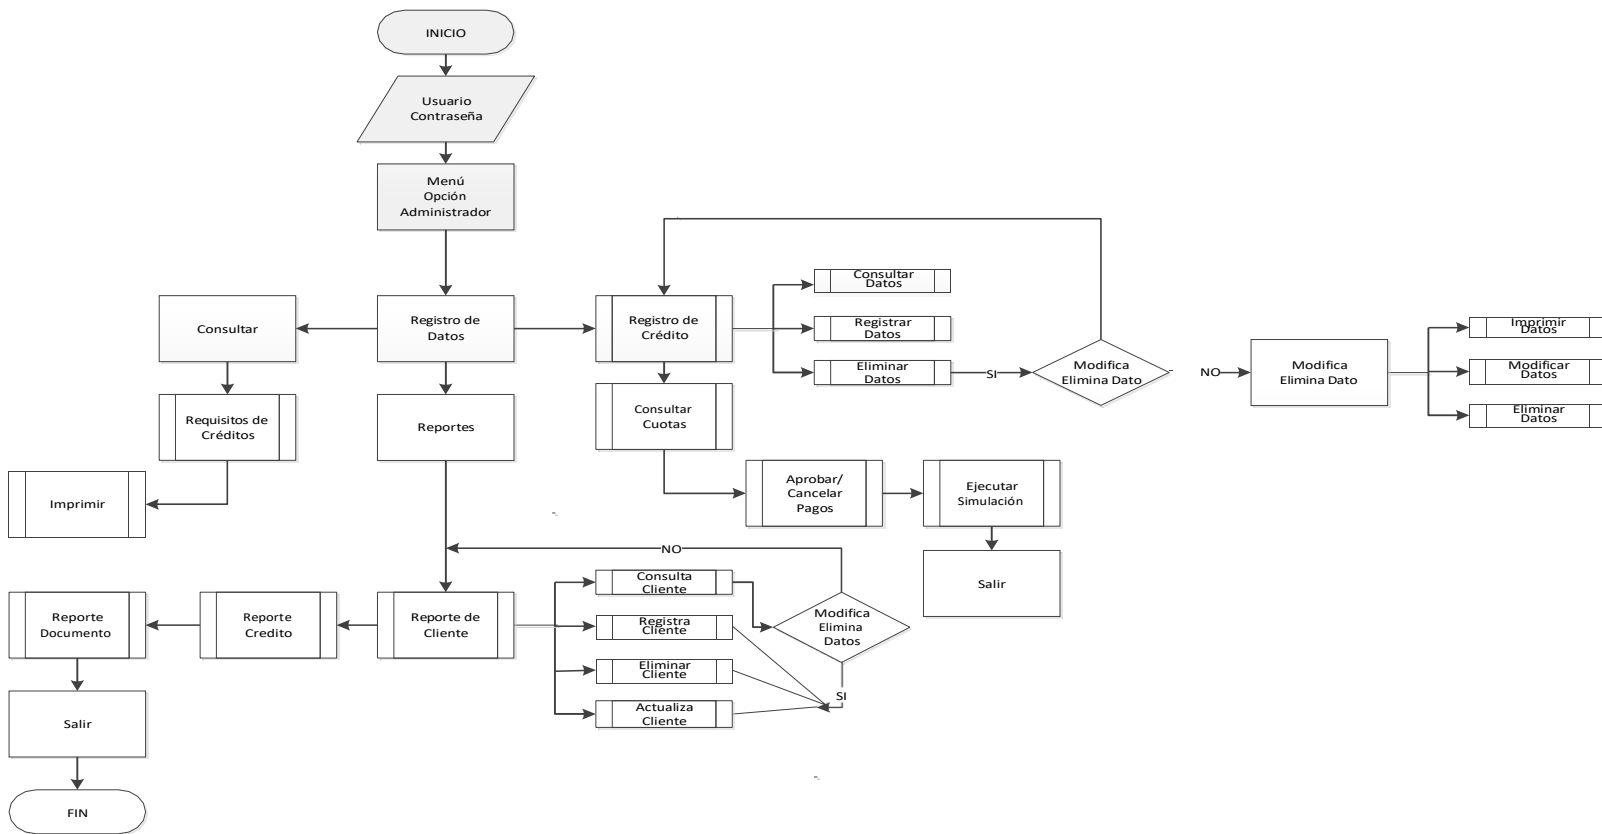 INICIO
Usuario
Contraseña
Menú
Opción
Administrador
Consultar
Registro de
Datos
Registro de
Crédito
Consultar
Datos
Registrar
Datos
Eliminar
Datos
SI
Modifica
Elimina Dato
NO
Modifica
Elimina Dato
Imprimir
Datos
Modificar
Datos
Eliminar
Datos
Requisitos de
Créditos
Reportes
Consultar
Cuotas
Imprimir
Aprobar/
Cancelar
Pagos
Ejecutar
Simulación
Salir
NO
Reporte
Documento
Reporte
Credito
Reporte de
Cliente
Consulta
Cliente
Registra
Cliente
Eliminar
Cliente
Actualiza
Cliente
Modifica
Elimina
Datos
SI
Salir
FIN